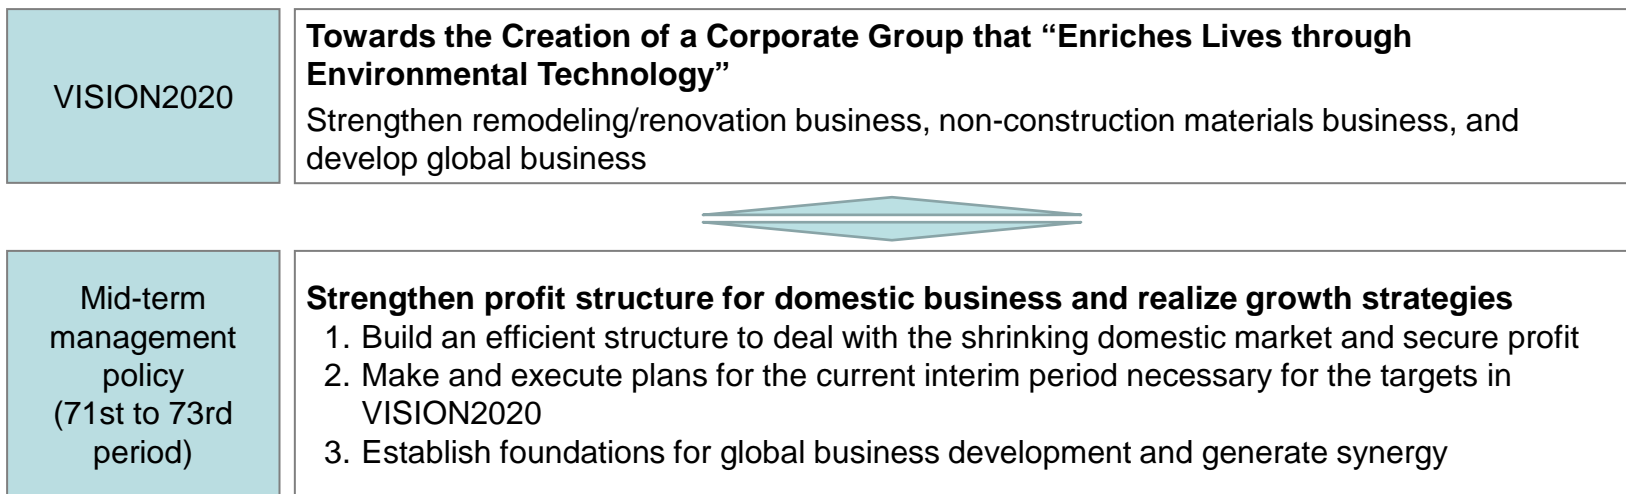 VISION2020
Towards the Creation of a Corporate Group that “Enriches Lives through
Environmental Technology”
Strengthen remodeling/renovation business, non-construction materials business, and
develop global business
Mid-term
management
policy
(71st to 73rd
period)
Strengthen profit structure for domestic business and realize growth strategies
1. Build an efficient structure to deal with the shrinking domestic market and secure profit
2. Make and execute plans for the current interim period necessary for the targets in
VISION2020
3. Establish foundations for global business development and generate synergy